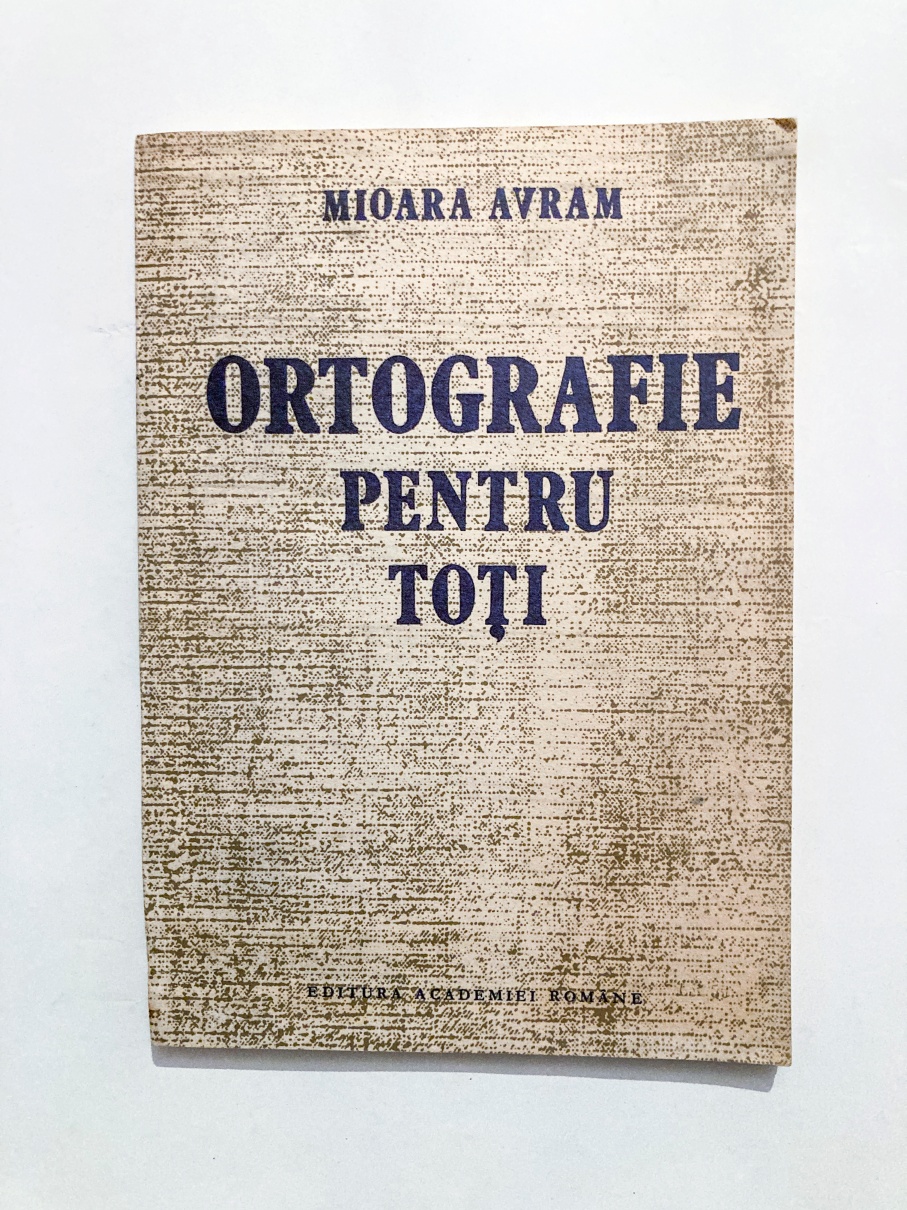 MIOARA AVRAM
ORTOGRAFIE
PENTRU
TOȚI
EDITURA ACADEMIEI ROMÂNE